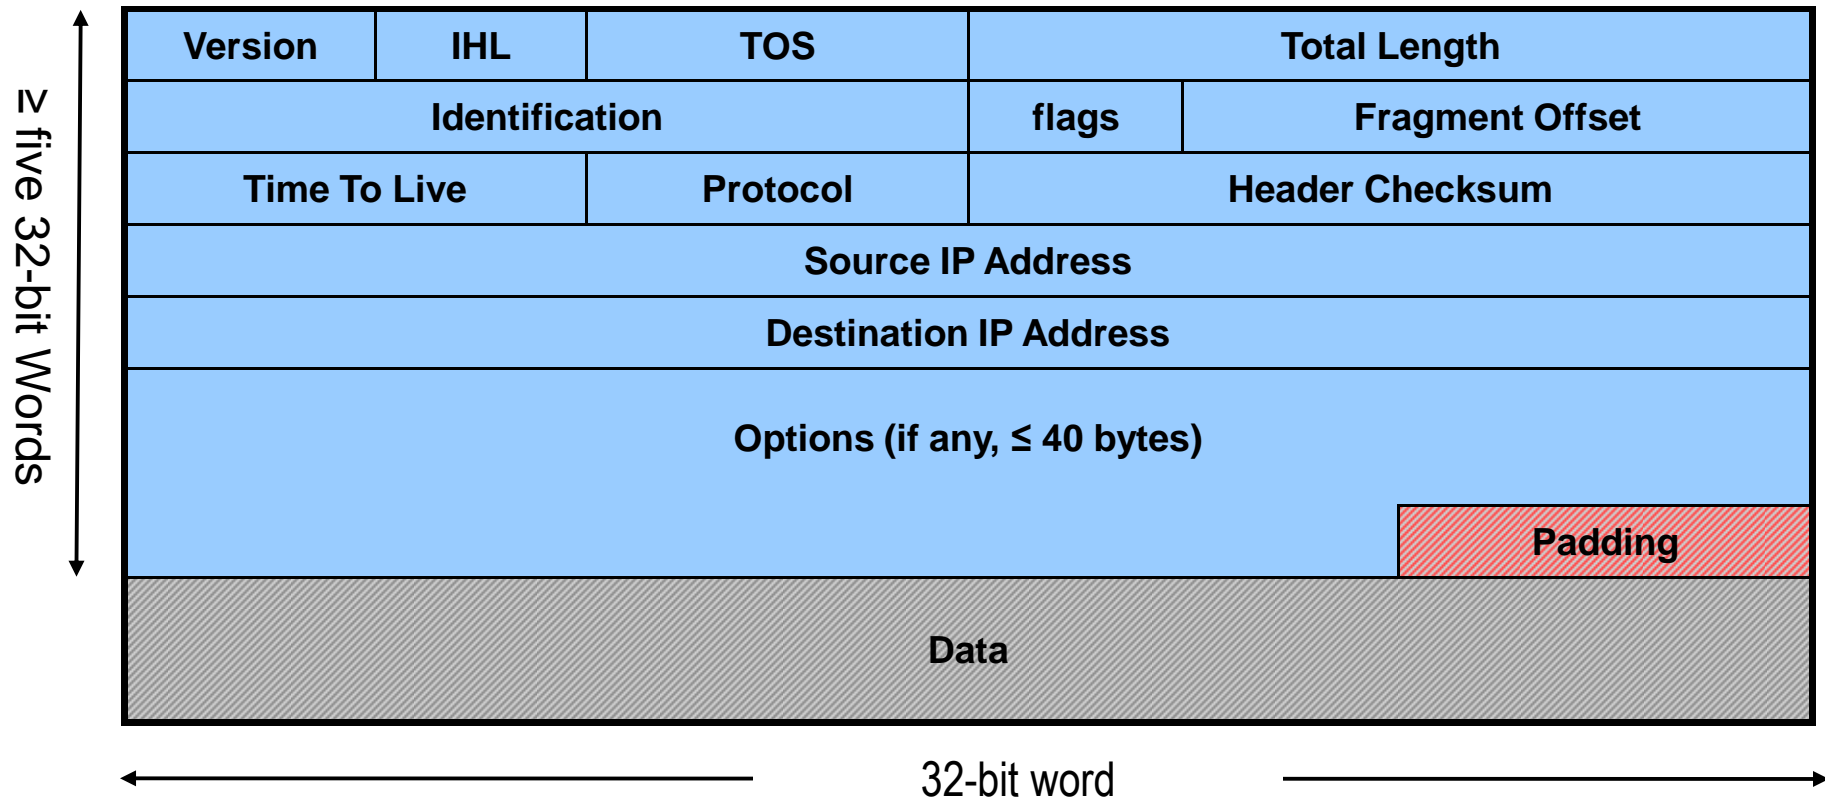 Version IHL TOS Total Length
Identification flags Fragment Offset
Time To Live Protocol Header Checksum
Source IP Address
Destination IP Address
Options (if any, ≤ 40 bytes)
Padding
Data
≥ five 32-bit Words
32-bit word